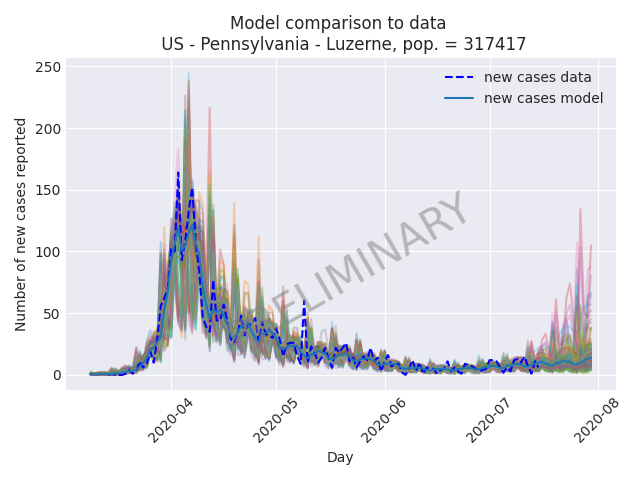 Model comparison to data
US - Pennsylvania - Luzerne, pop. = 317417
Number of new cases reported
250
200
150
100
50
0
new cases data
new cases model
PRELIMINARY
2020-04
2020-05
2020-06
2020-07
2020-08
Day